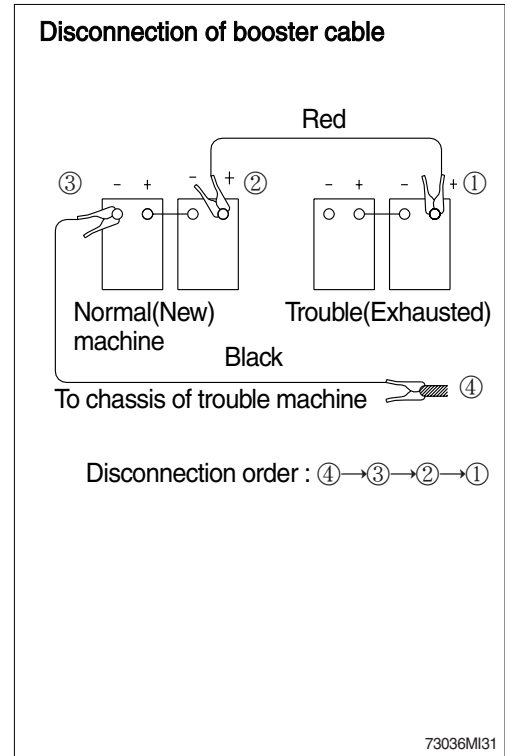 Disconnection of booster cable
Red
③ - + - + ② - + - + ①
Normal(New)
machine
Trouble(Exhausted)
Black
To chassis of trouble machine ④
Disconnection order : ④→③→②→①
73036MI31